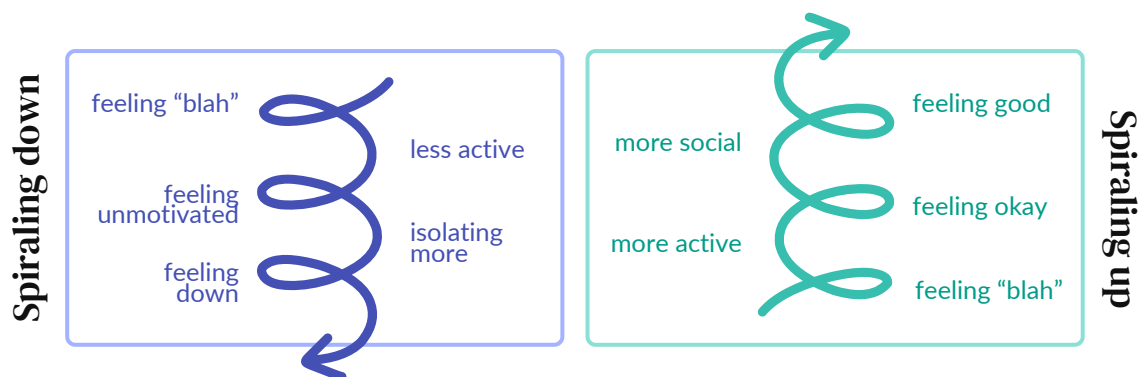 Spiraling down
feeling “blah”
less active
feeling
unmotivated
isolating
more
feeling
down
feeling good
more social
feeling okay
more active
feeling “blah”
Spiraling up